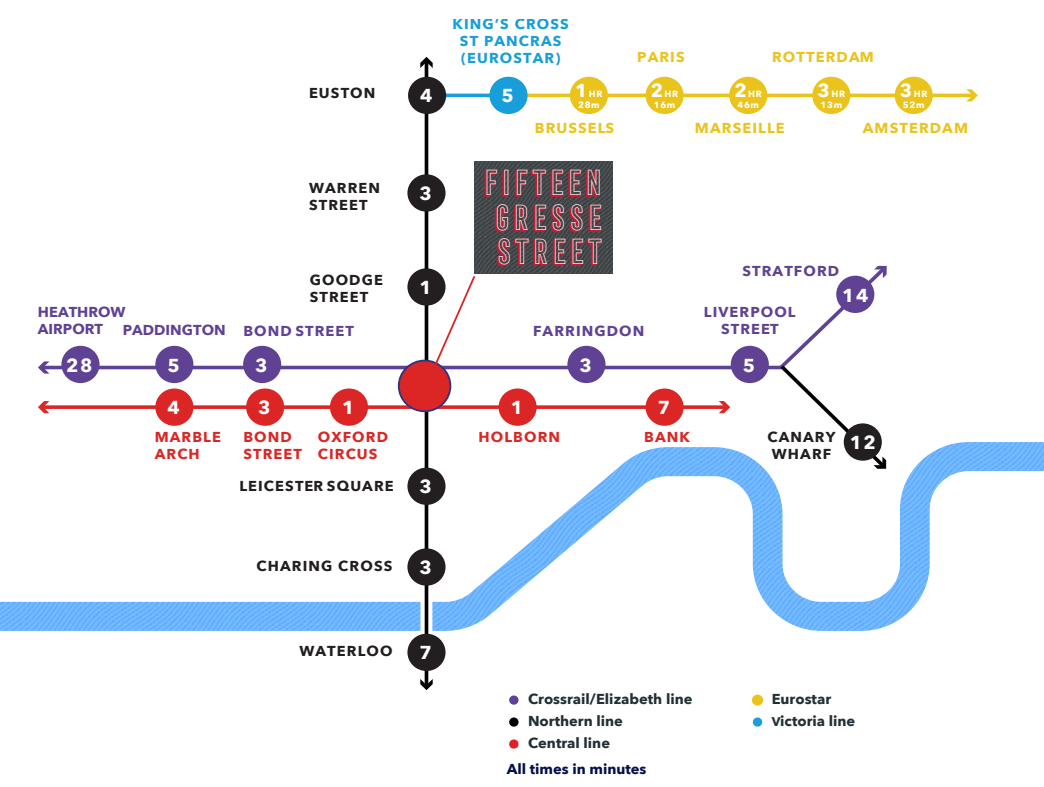 KING'S CROSS
ST PANCRAS
(EUROSTAR)
PARIS
ROTTERDAM
EUSTON
4
5
1 HR
28m
2 HR
16m
2 HR
46m
3 HR
13m
3 HR
52m
BRUSSELS
MARSEILLE
AMSTERDAM
WARREN
STREET
3
FIFTEEN
GRESSE
STREET
GOODGE
STREET
1
STRATFORD
14
HEATHROW
AIRPORT
PADDINGTON
BOND STREET
FARRINGDON
LIVERPOOL
STREET
28
5
3
3
5
4
3
1
1
7
MARBLE
ARCH
BOND
STREET
OXFORD
CIRCUS
HOLBORN
BANK
CANARY
WHARF
12
LEICESTER SQUARE
3
CHARING CROSS
3
WATERLOO
7
Crossrail/Elizabeth line
Northern line
Central line
Eurostar
Victoria line
All times in minutes